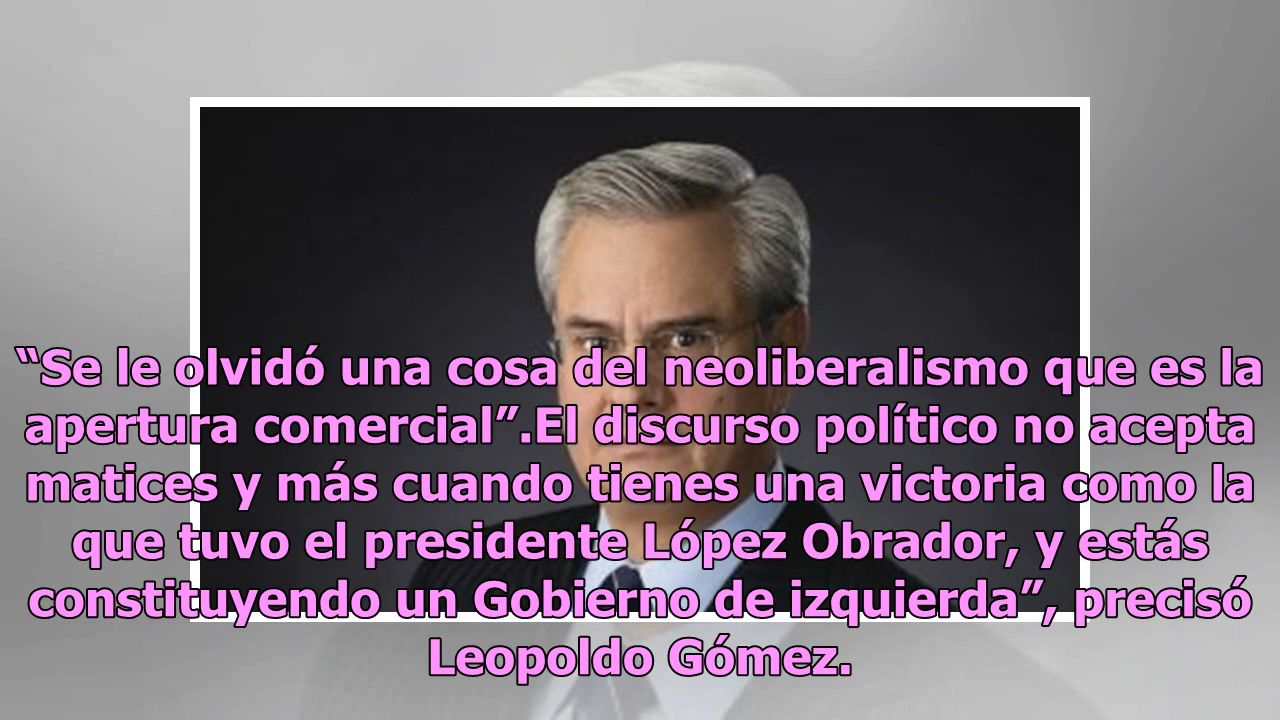 “Se le olvidó una cosa del neoliberalismo que es la
apertura comercial”.El discurso político no acepta
matices y más cuando tienes una victoria como la
que tuvo el presidente López Obrador, y estás
constituyendo un Gobierno de izquierda”, precisó
Leopoldo Gómez.